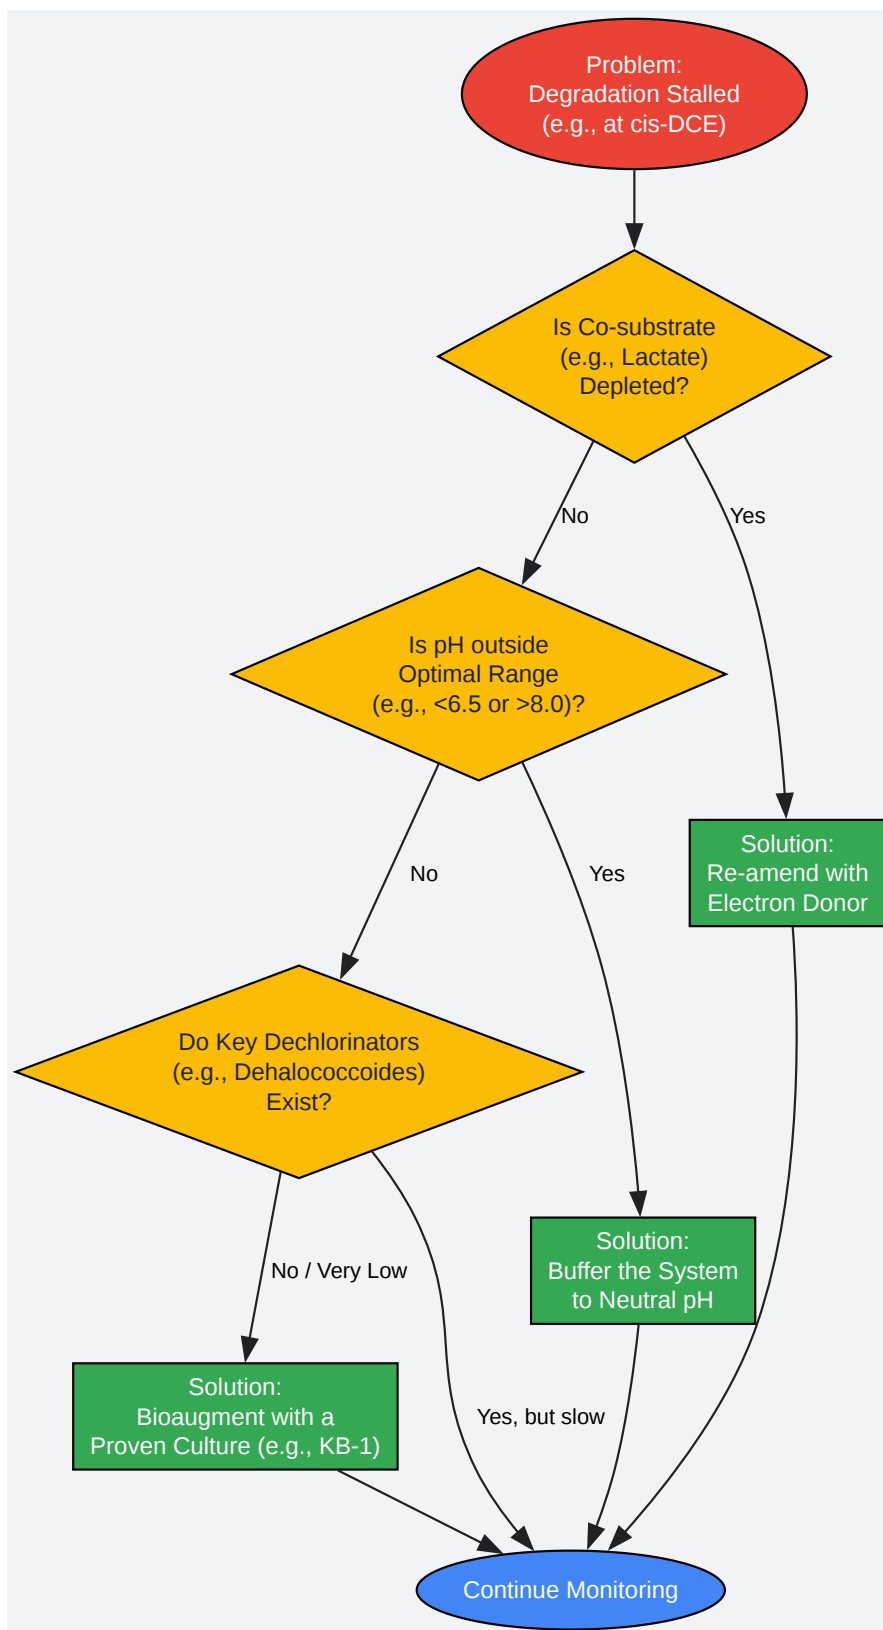 Problem:
Degradation Stalled
(e.g., at cis-DCE)
Is Co-substrate
(e.g., Lactate)
Depleted?
No
Yes
Is pH outside
Optimal Range
(e.g., <6.5 or >8.0)?
Solution:
Re-amend with
Electron Donor
No
Yes
Do Key Dechlorinators
(e.g., Dehalococcoides)
Exist?
Solution:
Buffer the System
to Neutral pH
No / Very Low
Yes, but slow
Solution:
Bioaugment with a
Proven Culture (e.g., KB-1)
Continue Monitoring